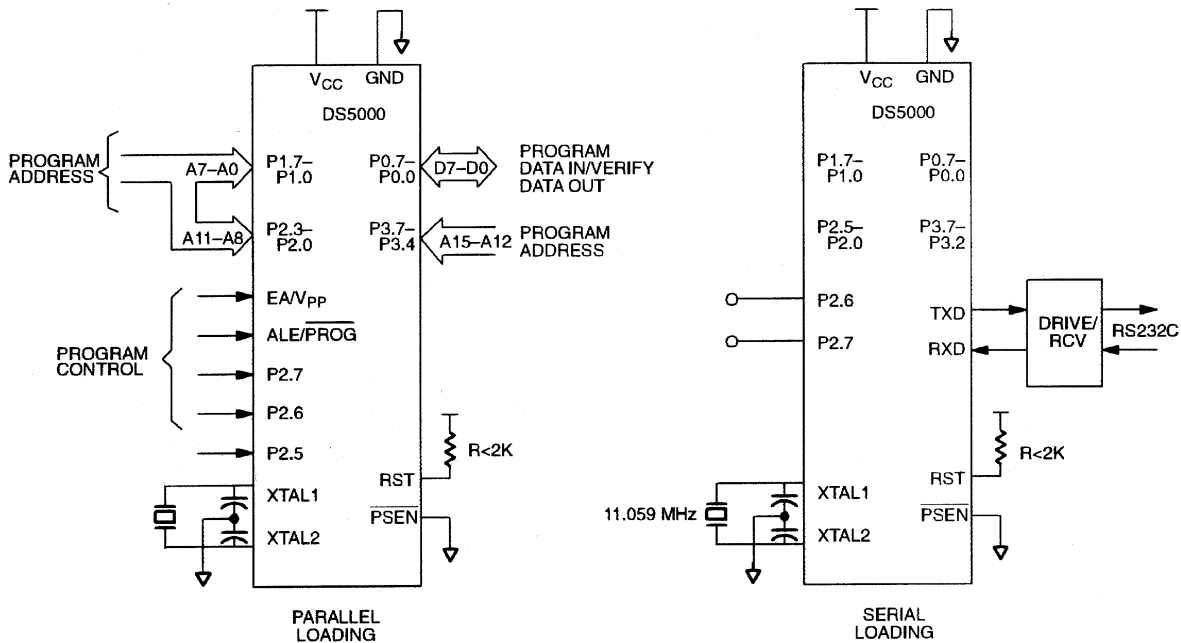 VCC GND
DS5000
PROGRAM
ADDRESS
A7–A0
P1.7–
P1.0
P0.7–
P0.0
D7–D0
PROGRAM
DATA IN/VERIFY
DATA OUT
A11–A8
P2.3–
P2.0
P3.7–
P3.4
A15–A12
PROGRAM
ADDRESS
PROGRAM
CONTROL
EA/VPP
ALE/PROG
P2.7
P2.6
P2.5
R<2K
RST
XTAL1
PSEN
XTAL2
PARALLEL
LOADING
VCC GND
DS5000
P1.7–
P1.0
P0.7–
P0.0
P2.5–
P2.0
P3.7–
P3.2
P2.6
P2.7
TXD
RXD
DRIVE/
RCV
RS232C
R<2K
RST
11.059 MHz
XTAL1
PSEN
XTAL2
SERIAL
LOADING